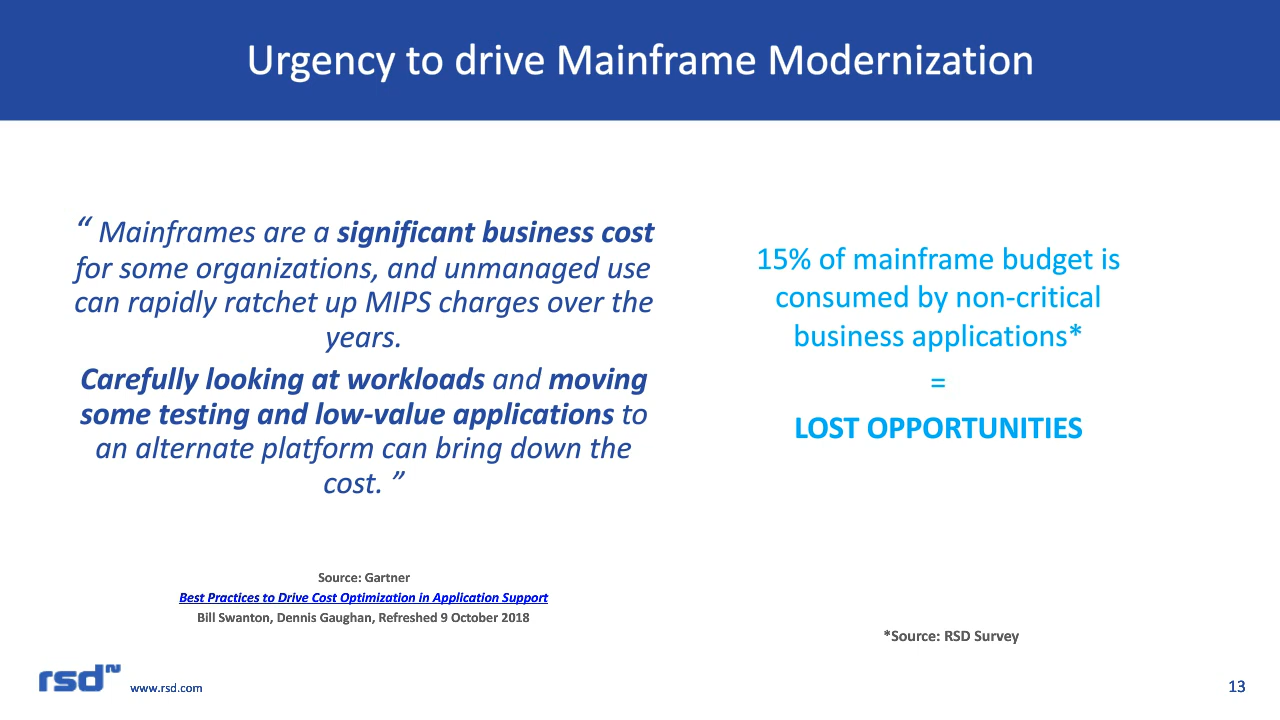 Urgency to drive Mainframe Modernization
“ Mainframes are a significant business cost
for some organizations, and unmanaged use
can rapidly ratchet up MIPS charges over the
years.
Carefully looking at workloads and moving
some testing and low-value applications to
an alternate platform can bring down the
cost. ”
Source: Gartner
Best Practices to Drive Cost Optimization in Application Support
Bill Swanton, Dennis Gaughan, Refreshed 9 October 2018
15% of mainframe budget is
consumed by non-critical
business applications*
=
LOST OPPORTUNITIES
*Source: RSD Survey
rsd
www.rsd.com
13